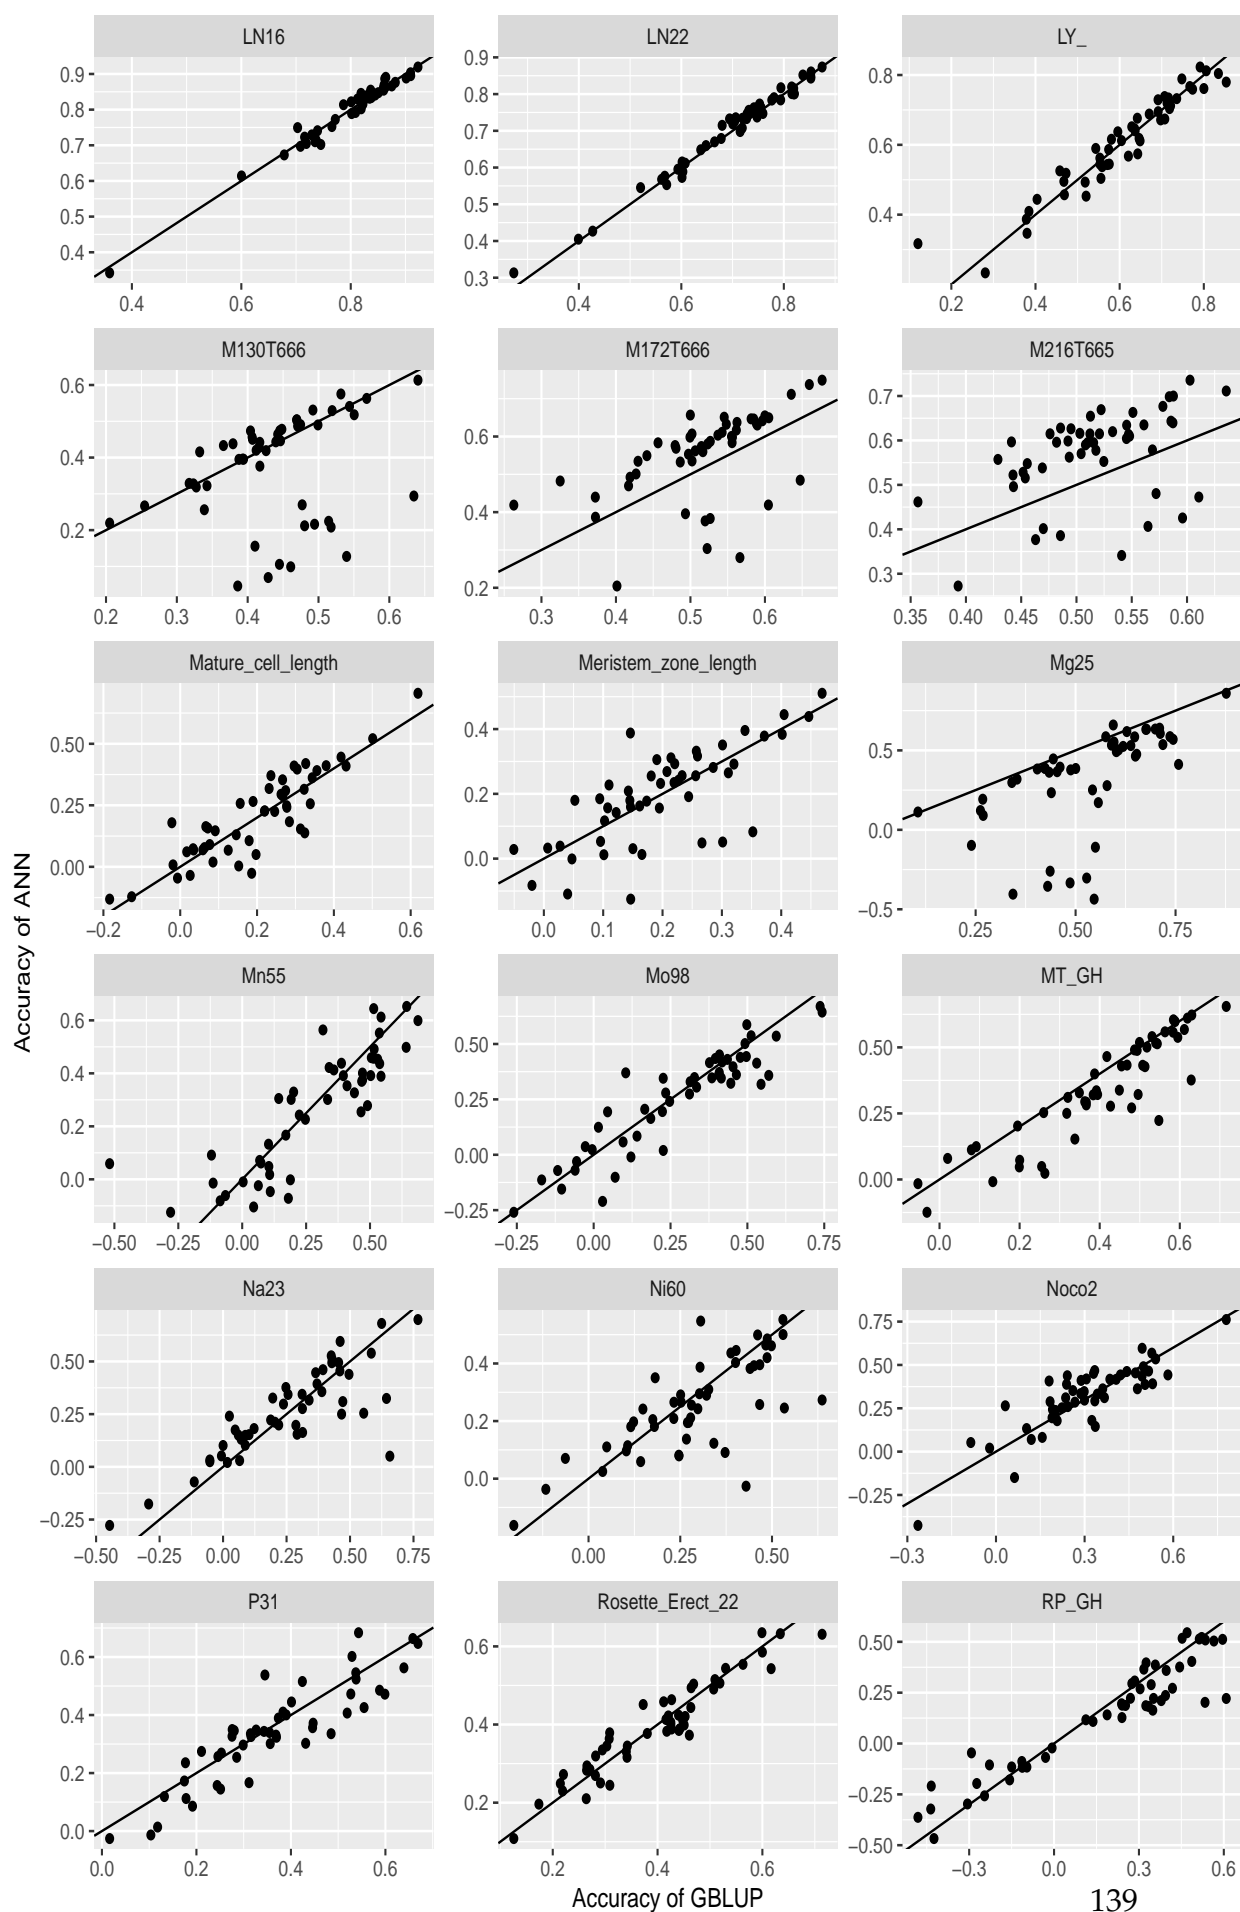 LN16 LN22 LY_
0.9 0.8 0.7 0.6 0.5 0.4
0.9 0.8 0.7 0.6 0.5 0.4 0.3
0.8 0.6 0.4
0.4 0.6 0.8
0.4 0.6 0.8
0.2 0.4 0.6 0.8
M130T666 M172T666 M216T665
0.6 0.4 0.2
0.6 0.4 0.2
0.7 0.6 0.5 0.4 0.3
0.2 0.3 0.4 0.5 0.6
0.3 0.4 0.5 0.6
0.35 0.40 0.45 0.50 0.55 0.60
Mature_cell_length Meristem_zone_length Mg25
0.50 0.25 0.00
0.4 0.2 0.0
0.5 0.0 −0.5
−0.2 0.0 0.2 0.4 0.6
0.0 0.1 0.2 0.3 0.4
0.25 0.50 0.75
Accuracy of ANN
Mn55 Mo98 MT_GH
0.6 0.4 0.2 0.0
0.50 0.25 0.00 −0.25
0.50 0.25 0.00
−0.50 −0.25 0.00 0.25 0.50
−0.25 0.00 0.25 0.50 0.75
0.0 0.2 0.4 0.6
Na23 Ni60 Noco2
0.50 0.25 0.00 −0.25
0.4 0.2 0.0
0.75 0.50 0.25 0.00 −0.25
−0.50 −0.25 0.00 0.25 0.50 0.75
0.00 0.25 0.50
−0.3 0.0 0.3 0.6
P31 Rosette_Erect_22 RP_GH
0.6 0.4 0.2 0.0
0.6 0.4 0.2
0.50 0.25 0.00 −0.25 −0.50
0.0 0.2 0.4 0.6
0.2 0.4 0.6
−0.3 0.0 0.3 0.6
Accuracy of GBLUP
139